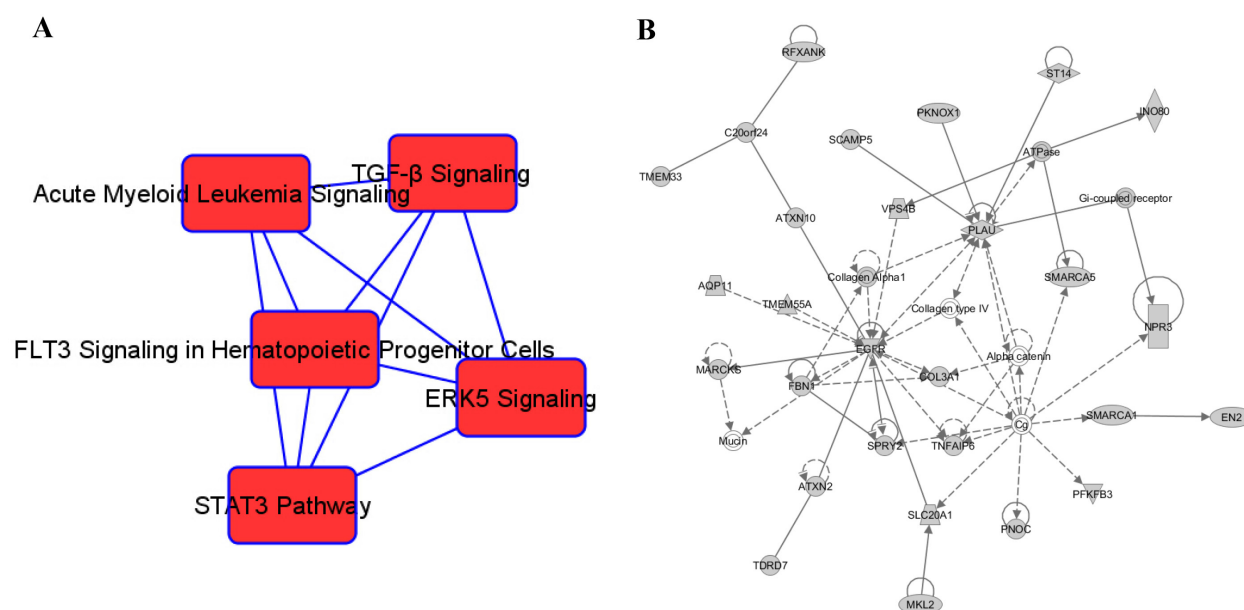 A
TGF-β Signaling
Acute Myeloid Leukemia Signaling
FLT3 Signaling in Hematopoietic Progenitor Cells
ERK5 Signaling
STAT3 Pathway
B
RFXANK
ST14
PKNOX1
INO80
C20orf24
SCAMP5
ATPase
TMEM33
Gi-coupled receptor
VPS4B
ATXN10
PLAU
Collagen Alpha1
SMARCA5
AQP11
TMEM55A
Collagen type IV
NPR3
EGFR
Alpha catenin
MARCKS
FBN1
COL3A1
SMARCA1
EN2
Cg
Mucin
SPRY2
TNFAIP6
ATXN2
PFKFB3
SLC20A1
PNOC
TDRD7
MKL2